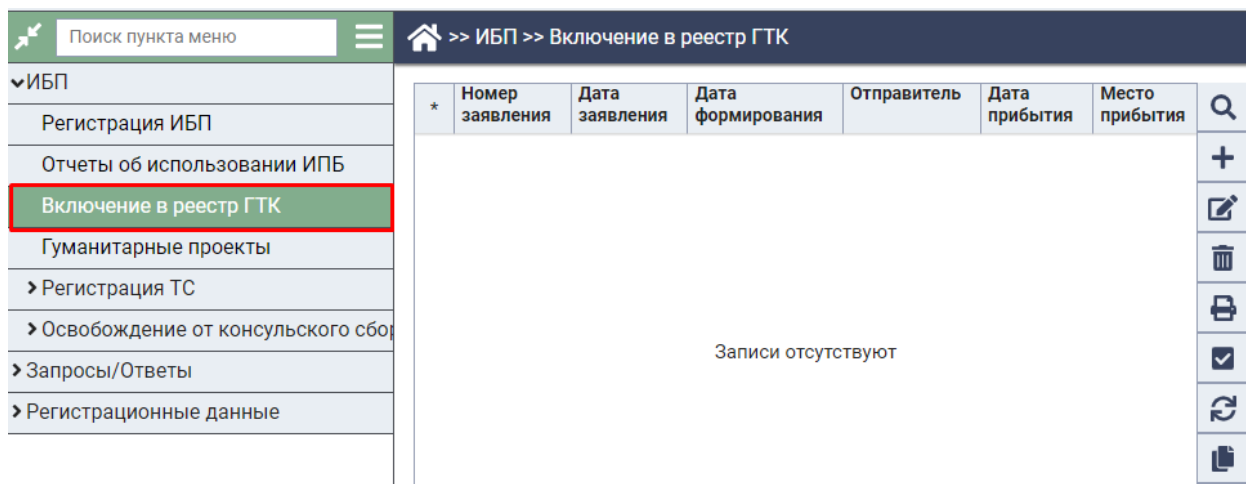 Поиск пункта меню
>> ИБП >> Включение в реестр ГТК
ИБП
Регистрация ИБП
Отчеты об использовании ИПБ
Включение в реестр ГТК
Гуманитарные проекты
Регистрация ТС
Освобождение от консульского сбор
Запросы/Ответы
Регистрационные данные
* Номер заявления Дата заявления Дата формирования Отправитель Дата прибытия Место прибытия
Записи отсутствуют